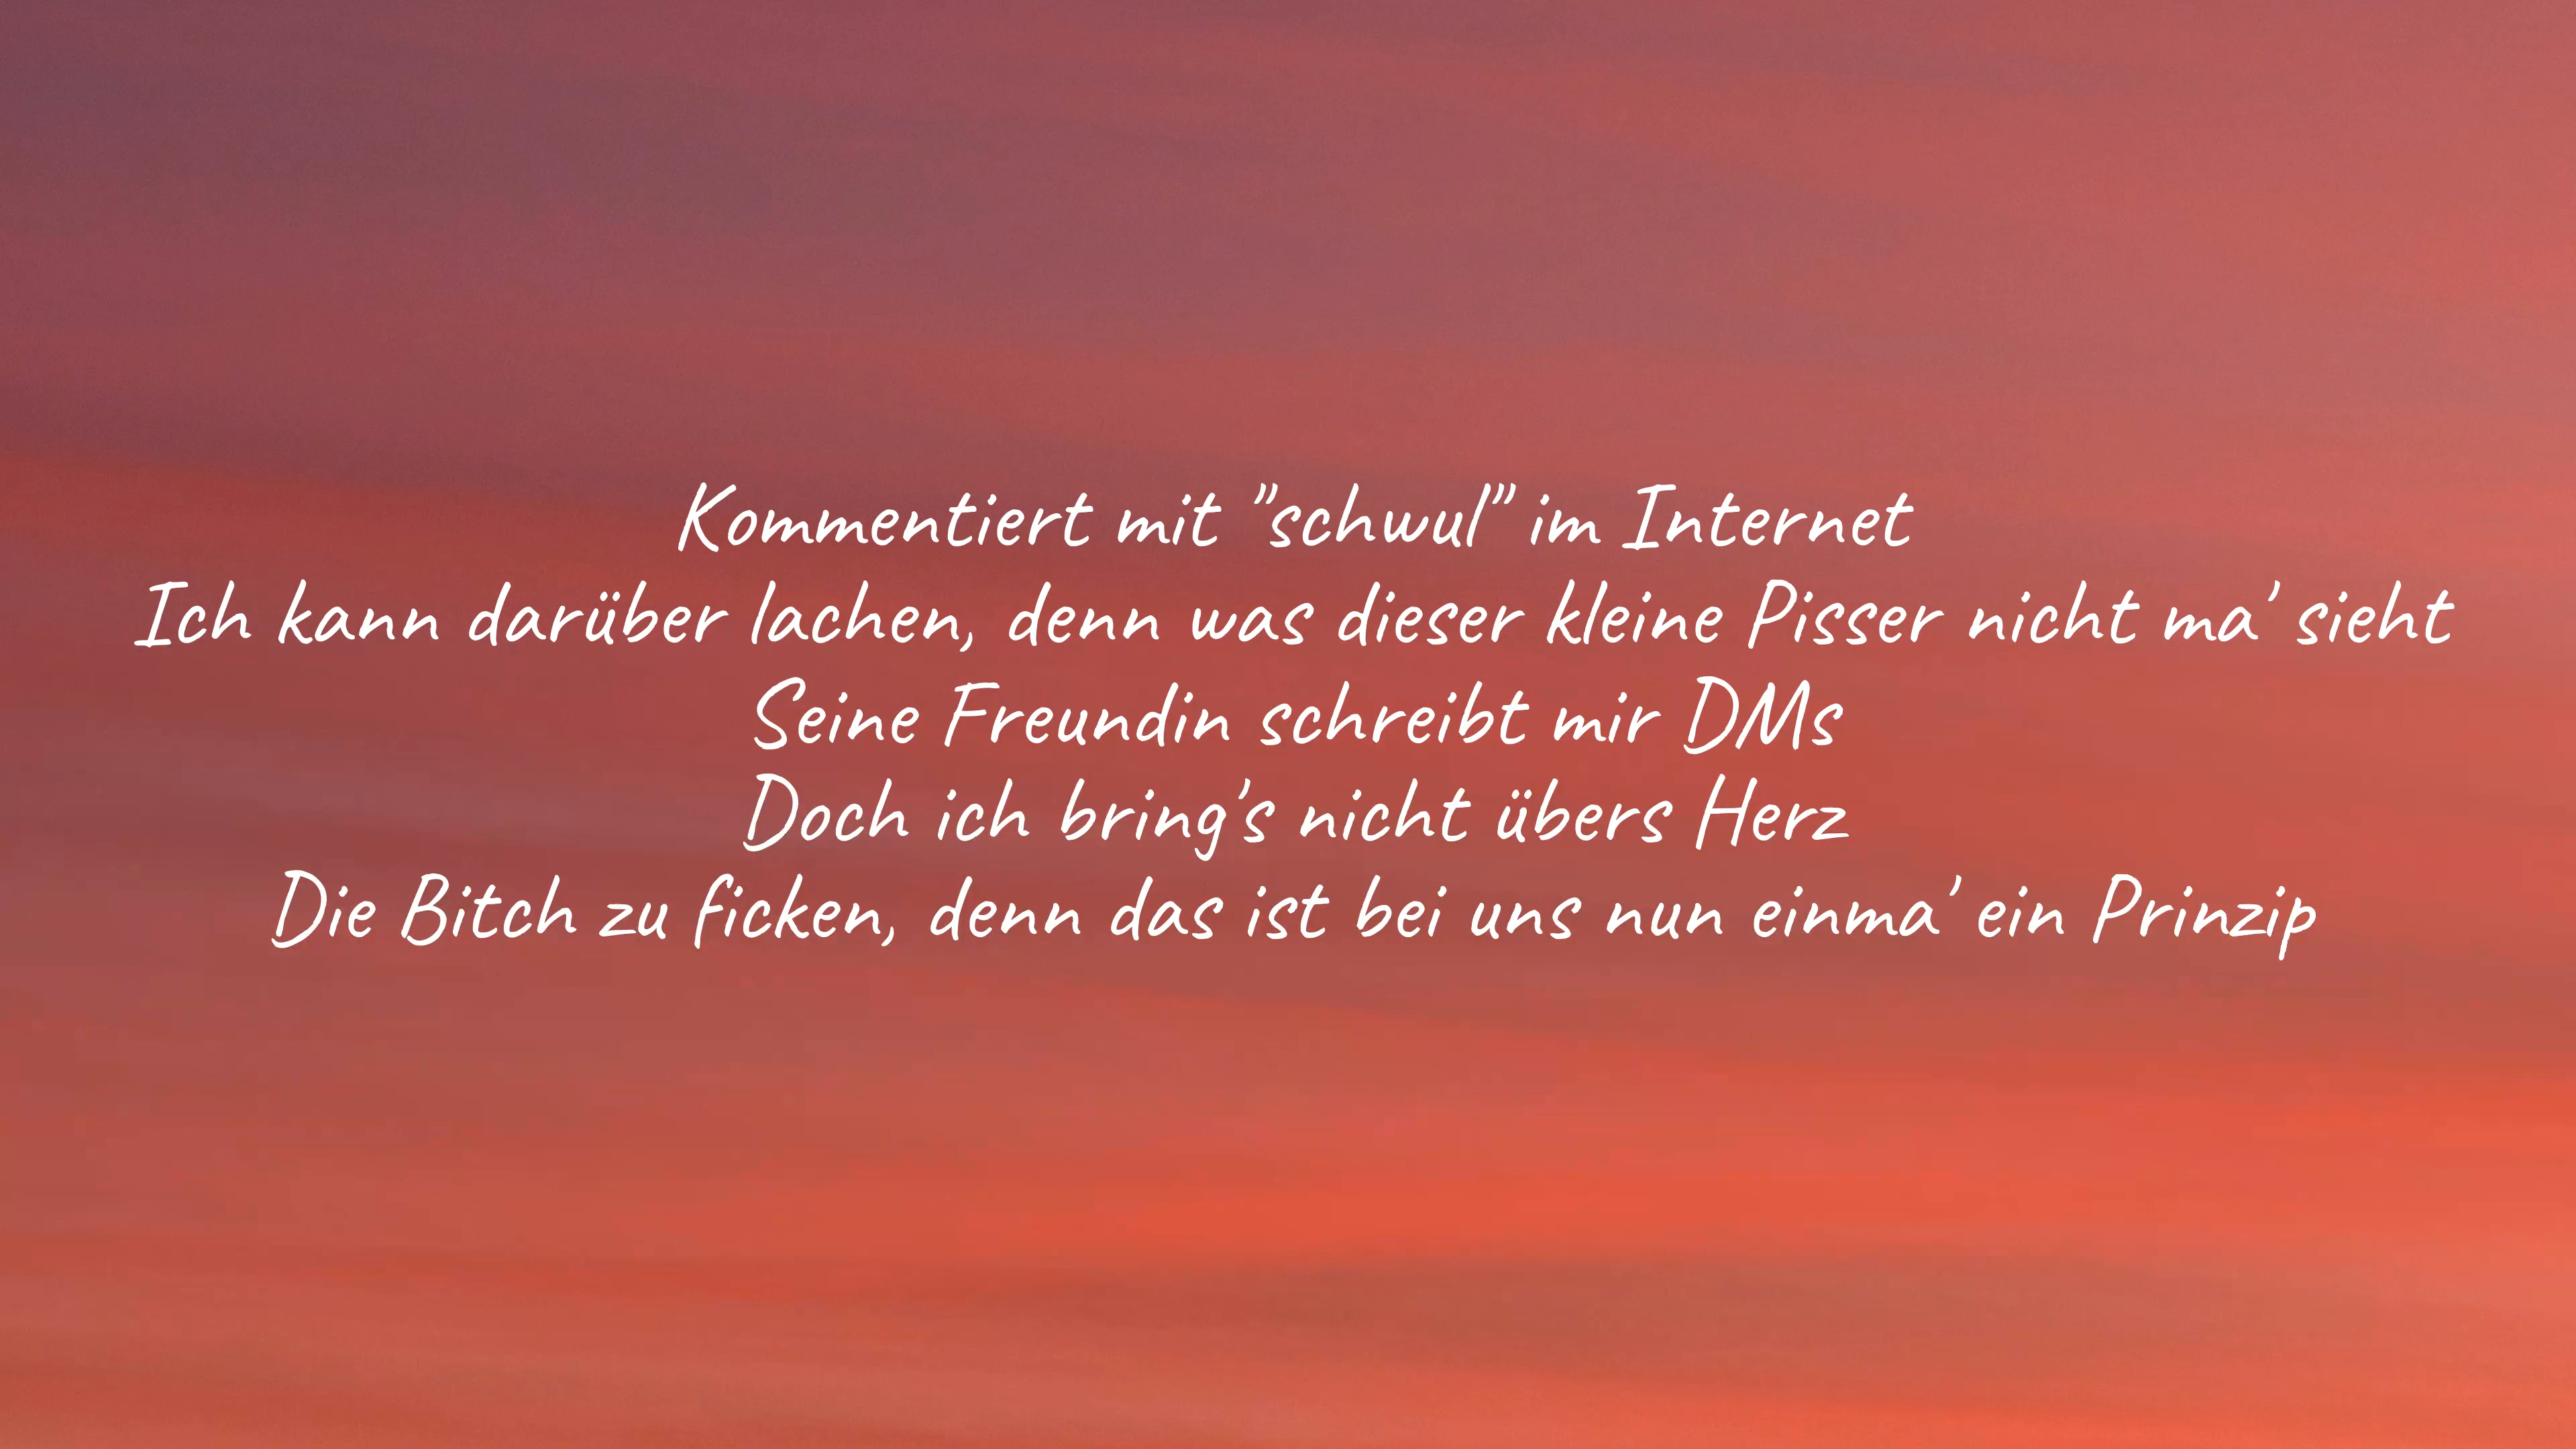 Kommentiert mit "schwul" im Internet
Ich kann darüber lachen, denn was dieser kleine Pisser nicht ma' sieht
Seine Freundin schreibt mir DMs
Doch ich bring's nicht übers Herz
Die Bitch zu ficken, denn das ist bei uns nun einma' ein Prinzip